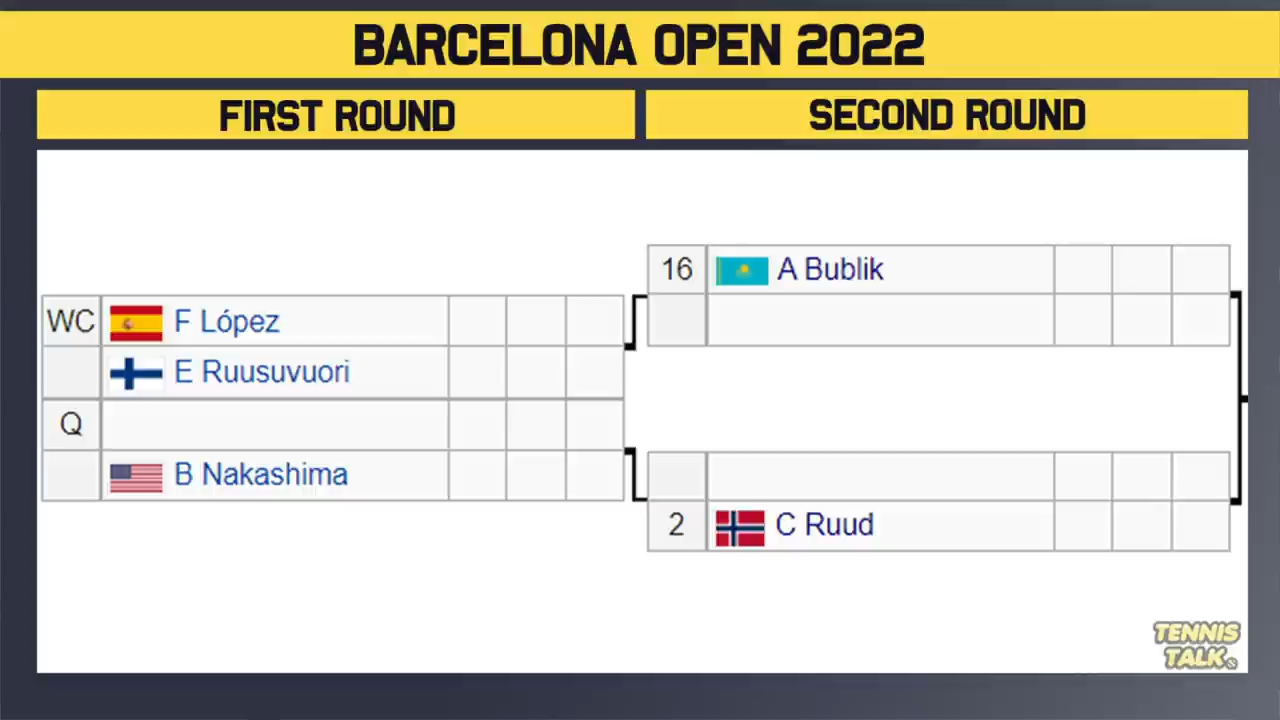 BARCELONA OPEN 2022
FIRST ROUND
SECOND ROUND
16 A Bublik
WC F López
E Ruusuvuori
Q
B Nakashima
2 C Ruud
TENNIS
TALK